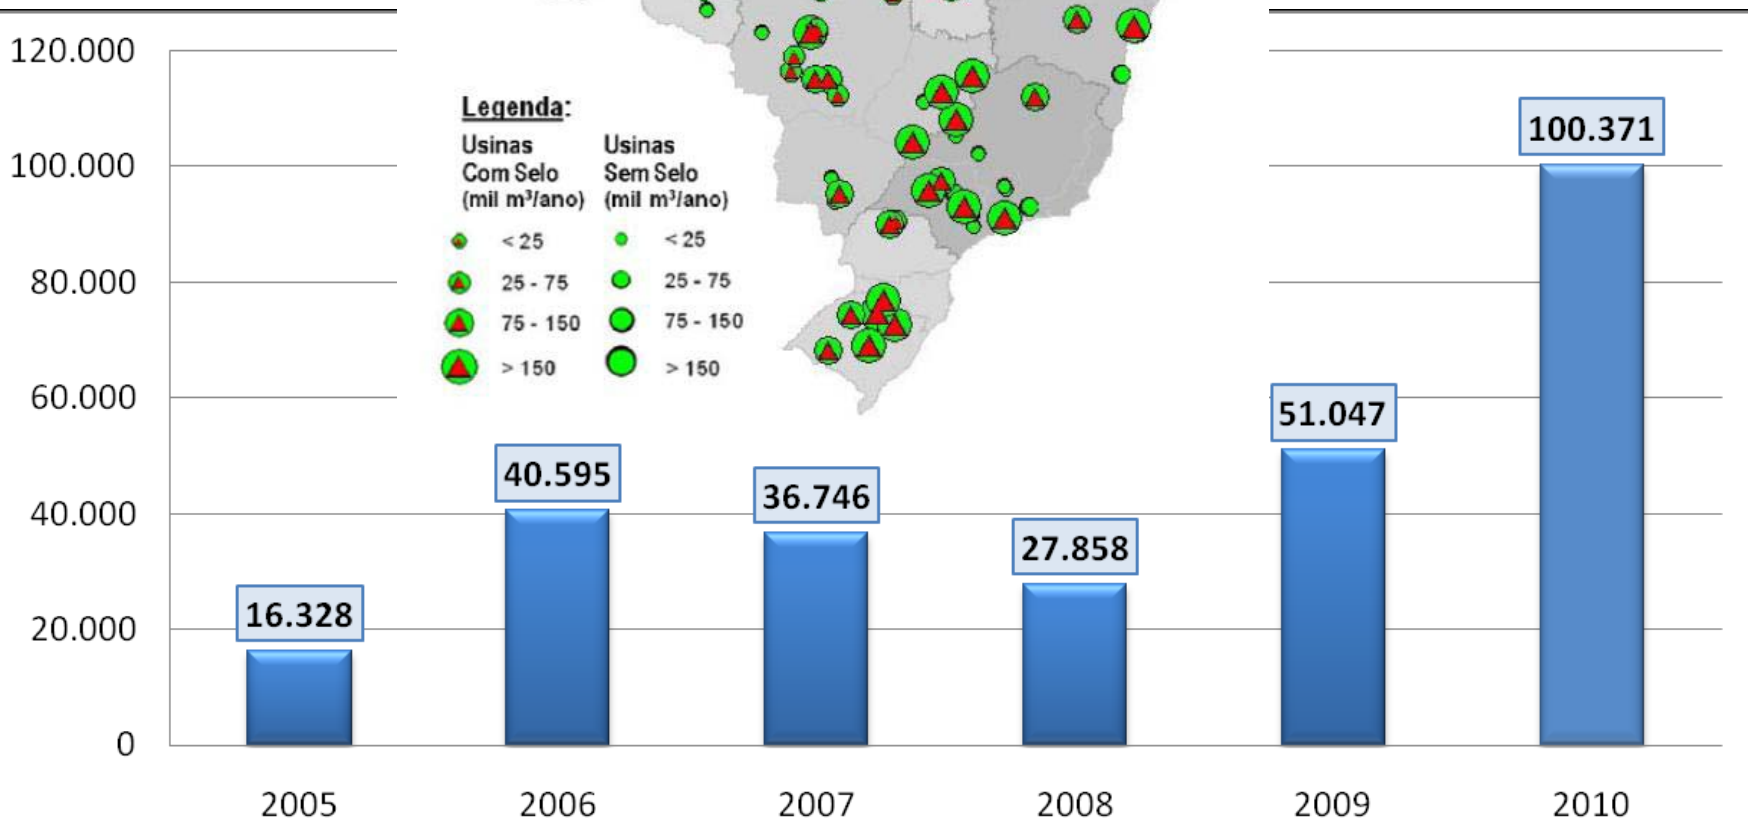 120.000
100.000
80.000
60.000
40.000
20.000
0
Legenda:
Usinas Com Selo (mil m³/ano)
< 25
25 - 75
75 - 150
> 150
Usinas Sem Selo (mil m³/ano)
< 25
25 - 75
75 - 150
> 150
16.328
40.595
36.746
27.858
51.047
100.371
2005 2006 2007 2008 2009 2010